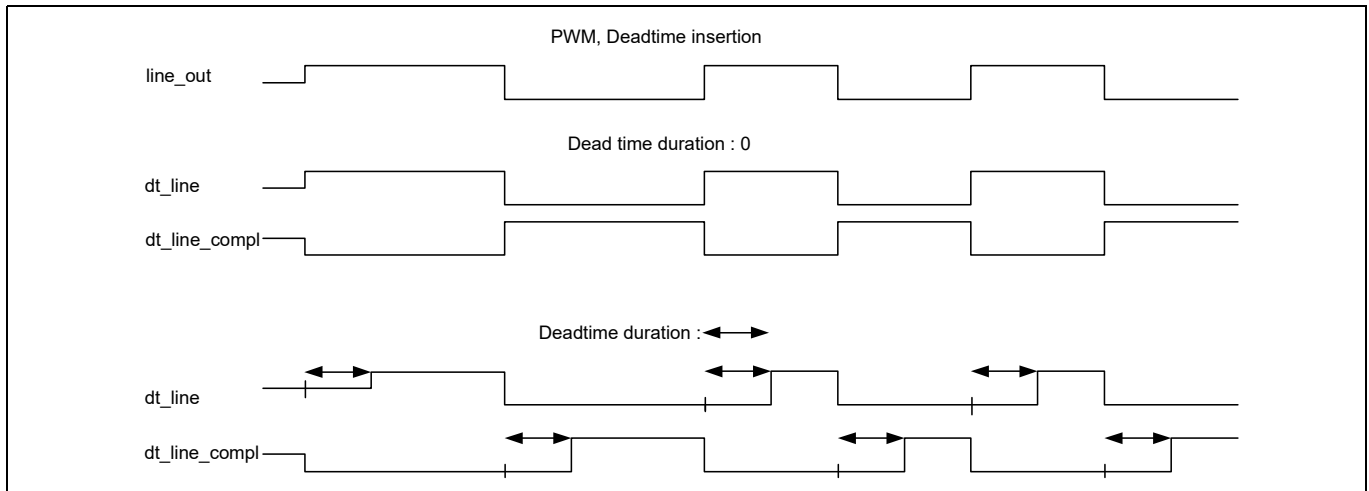 PWM, Deadtime insertion
line_out
Dead time duration : 0
dt_line
dt_line_compl
Deadtime duration :
dt_line
dt_line_compl